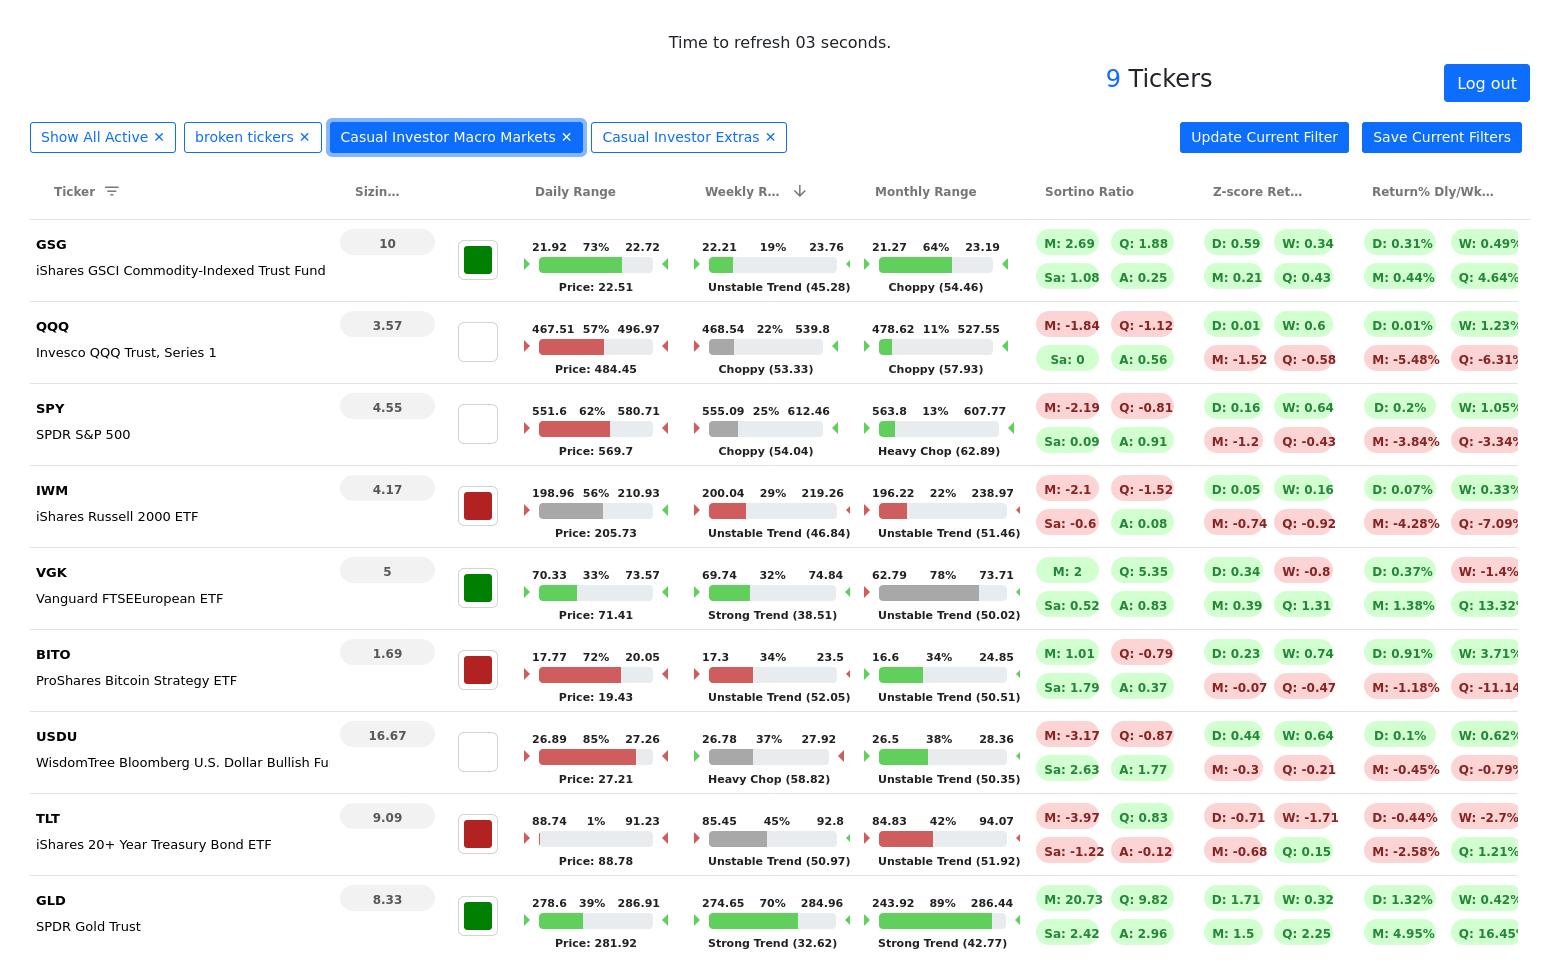 Time to refresh 03 seconds.
9 Tickers
Log out
Show All Active ✕ broken tickers ✕ Casual Investor Macro Markets ✕ Casual Investor Extras ✕ Update Current Filter Save Current Filters
Ticker Sizin... Daily Range Weekly R... Monthly Range Sortino Ratio Z-score Ret... Return% Dly/Wk...
GSG 10 21.92 73% 22.72 22.21 19% 23.76 21.27 64% 23.19 M: 2.69 Q: 1.88 D: 0.59 W: 0.34 D: 0.31% W: 0.49%
iShares GSCI Commodity-Indexed Trust Fund Price: 22.51 Unstable Trend (45.28) Choppy (54.46) Sa: 1.08 A: 0.25 M: 0.21 Q: 0.43 M: 0.44% Q: 4.64%
QQQ 3.57 467.51 57% 496.97 468.54 22% 539.8 478.62 11% 527.55 M: -1.84 Q: -1.12 D: 0.01 W: 0.6 D: 0.01% W: 1.23%
Invesco QQQ Trust, Series 1 Price: 484.45 Choppy (53.33) Choppy (57.93) Sa: 0 A: 0.56 M: -1.52 Q: -0.58 M: -5.48% Q: -6.31%
SPY 4.55 551.6 62% 580.71 555.09 25% 612.46 563.8 13% 607.77 M: -2.19 Q: -0.81 D: 0.16 W: 0.64 D: 0.2% W: 1.05%
SPDR S&P 500 Price: 569.7 Choppy (54.04) Heavy Chop (62.89) Sa: 0.09 A: 0.91 M: -1.2 Q: -0.43 M: -3.84% Q: -3.34%
IWM 4.17 198.96 56% 210.93 200.04 29% 219.26 196.22 22% 238.97 M: -2.1 Q: -1.52 D: 0.05 W: 0.16 D: 0.07% W: 0.33%
iShares Russell 2000 ETF Price: 205.73 Unstable Trend (46.84) Unstable Trend (51.46) Sa: -0.6 A: 0.08 M: -0.74 Q: -0.92 M: -4.28% Q: -7.09%
VGK 5 70.33 33% 73.57 69.74 32% 74.84 62.79 78% 73.71 M: 2 Q: 5.35 D: 0.34 W: -0.8 D: 0.37% W: -1.4%
Vanguard FTSEEuropean ETF Price: 71.41 Strong Trend (38.51) Unstable Trend (50.02) Sa: 0.52 A: 0.83 M: 0.39 Q: 1.31 M: 1.38% Q: 13.32%
BITO 1.69 17.77 72% 20.05 17.3 34% 23.5 16.6 34% 24.85 M: 1.01 Q: -0.79 D: 0.23 W: 0.74 D: 0.91% W: 3.71%
ProShares Bitcoin Strategy ETF Price: 19.43 Unstable Trend (52.05) Unstable Trend (50.51) Sa: 1.79 A: 0.37 M: -0.07 Q: -0.47 M: -1.18% Q: -11.14
USDU 16.67 26.89 85% 27.26 26.78 37% 27.92 26.5 38% 28.36 M: -3.17 Q: -0.87 D: 0.44 W: 0.64 D: 0.1% W: 0.62%
WisdomTree Bloomberg U.S. Dollar Bullish Fu Price: 27.21 Heavy Chop (58.82) Unstable Trend (50.35) Sa: 2.63 A: 1.77 M: -0.3 Q: -0.21 M: -0.45% Q: -0.79%
TLT 9.09 88.74 1% 91.23 85.45 45% 92.8 84.83 42% 94.07 M: -3.97 Q: 0.83 D: -0.71 W: -1.71 D: -0.44% W: -2.7%
iShares 20+ Year Treasury Bond ETF Price: 88.78 Unstable Trend (50.97) Unstable Trend (51.92) Sa: -1.22 A: -0.12 M: -0.68 Q: 0.15 M: -2.58% Q: 1.21%
GLD 8.33 278.6 39% 286.91 274.65 70% 284.96 243.92 89% 286.44 M: 20.73 Q: 9.82 D: 1.71 W: 0.32 D: 1.32% W: 0.42%
SPDR Gold Trust Price: 281.92 Strong Trend (32.62) Strong Trend (42.77) Sa: 2.42 A: 2.96 M: 1.5 Q: 2.25 M: 4.95% Q: 16.45%